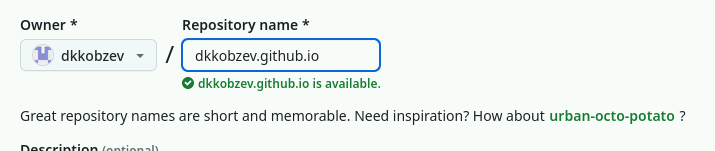 Owner * Repository name *
dkkobzev / dkkobzev.github.io
dkkobzev.github.io is available.
Great repository names are short and memorable. Need inspiration? How about urban-octo-potato ?
Description (optional)